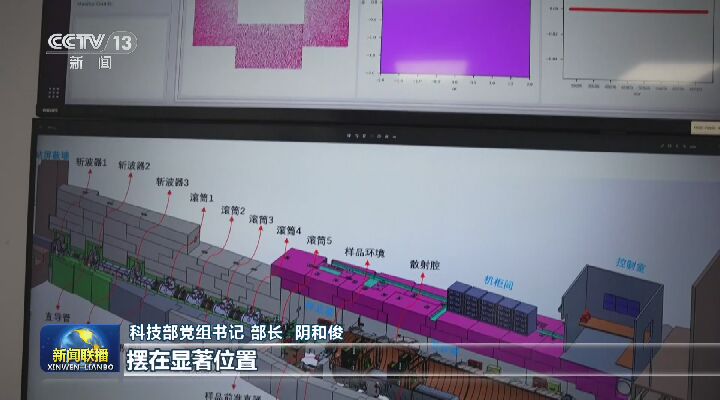 CCTV 13
新闻
斩波器1
斩波器2
斩波器3
滚筒1
滚筒2
滚筒3
滚筒4
滚筒5
样品环境
散射腔
机柜间
控制室
直导管
科技部党组书记 部长 阴和俊
新闻联播
XINWEN-LIANBO
摆在显著位置